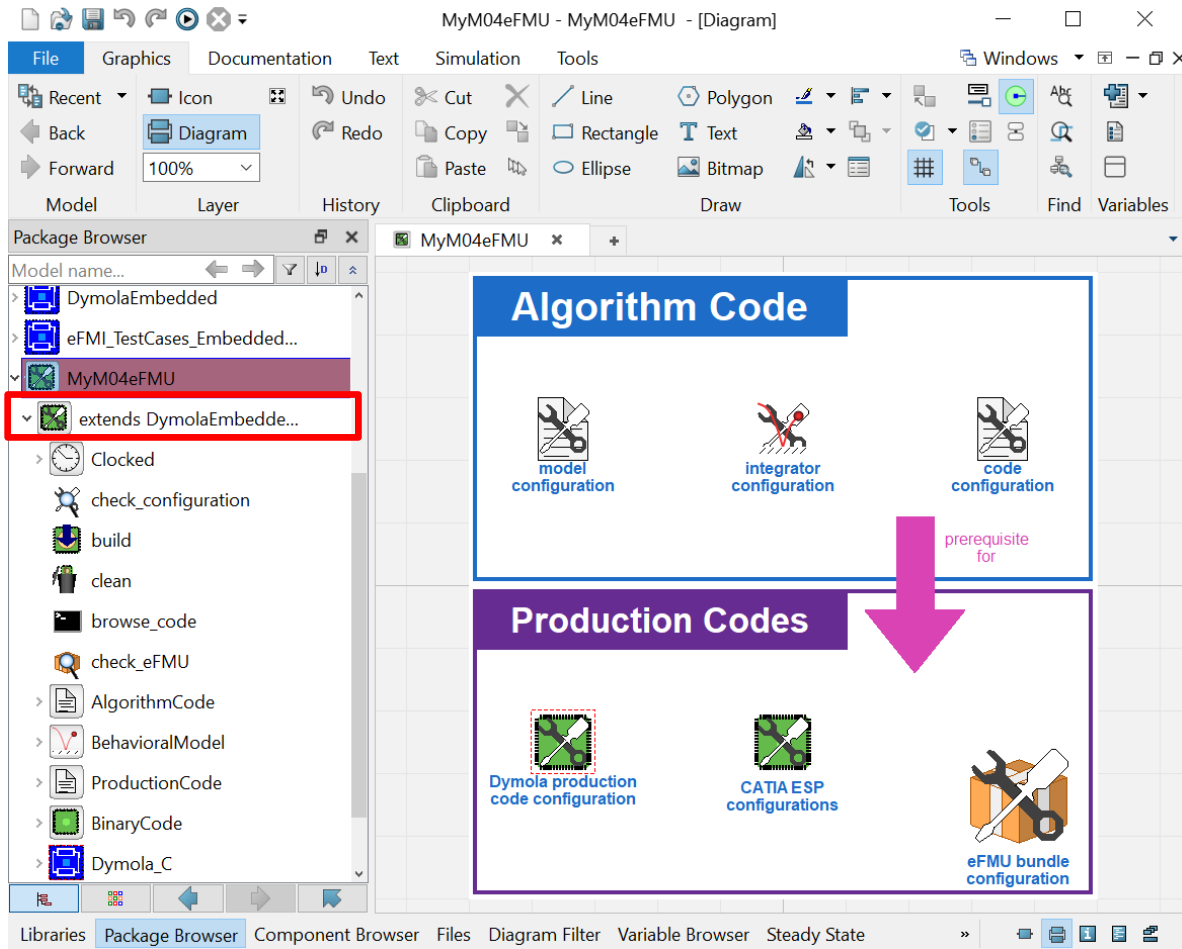 MyM04eFMU - MyM04eFMU - [Diagram]
File Graphics Documentation Text Simulation Tools Windows
Recent Icon Undo Cut Line Polygon
Back Diagram Redo Copy Rectangle Text
Forward 100% Paste Ellipse Bitmap
Model Layer History Clipboard Draw Tools Find Variables
Package Browser
MyM04eFMU
Model name...
DymolaEmbedded
eFMI_TestCases_Embedded...
MyM04eFMU
extends DymolaEmbedde...
Clocked
check_configuration
build
clean
browse_code
check_eFMU
AlgorithmCode
BehavioralModel
ProductionCode
BinaryCode
Dymola_C
Algorithm Code
model
configuration
integrator
configuration
code
configuration
prerequisite
for
Production Codes
Dymola production
code configuration
CATIA ESP
configurations
eFMU bundle
configuration
Libraries Package Browser Component Browser Files Diagram Filter Variable Browser Steady State »